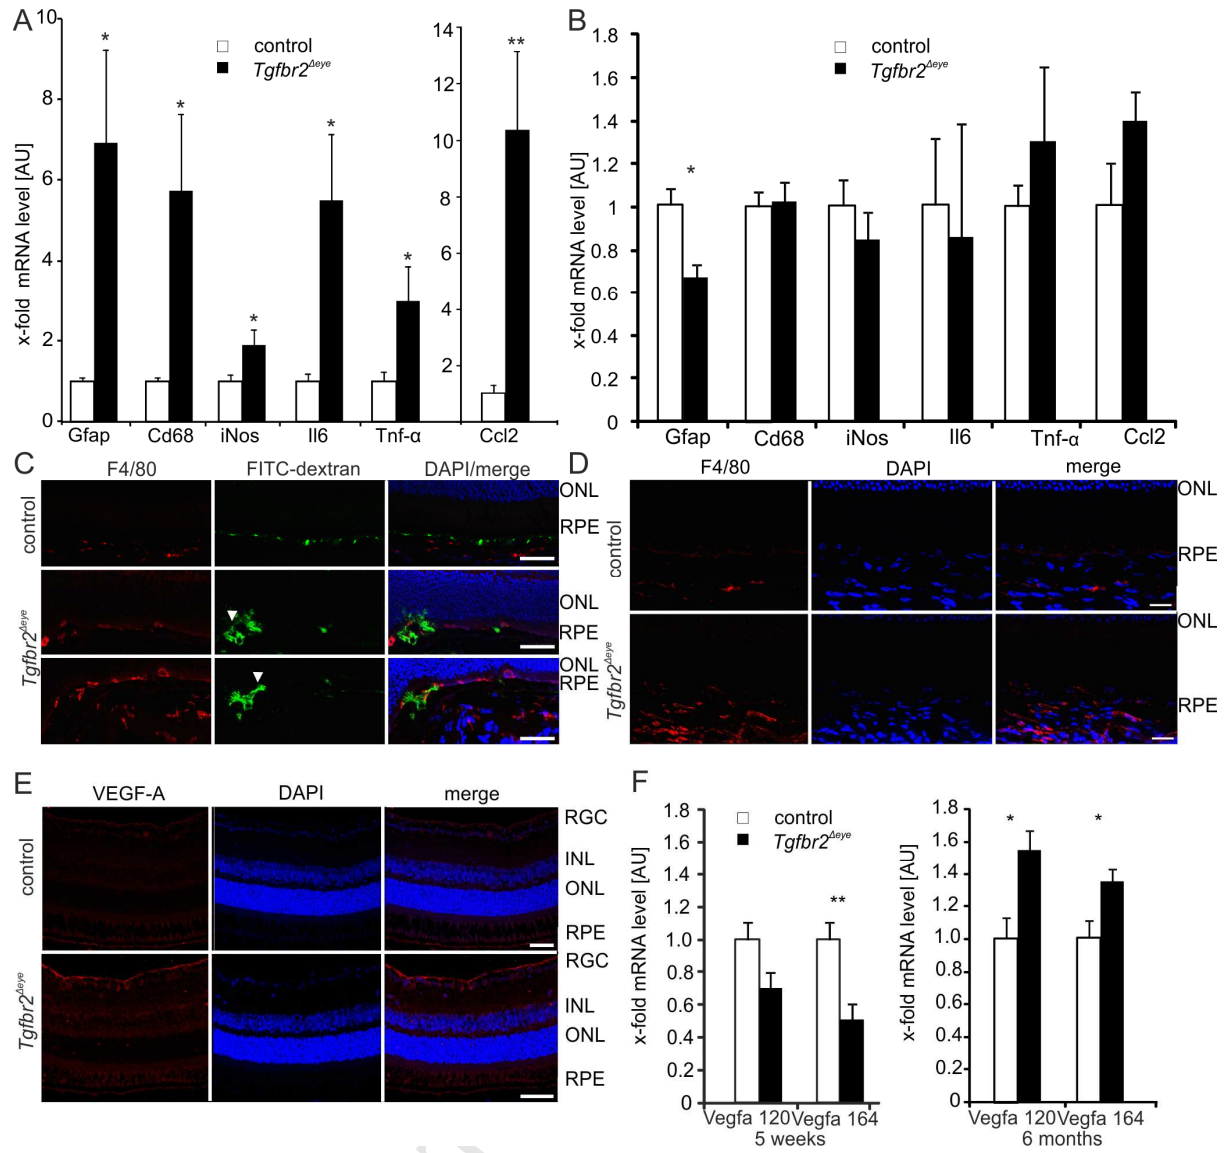 A
x-fold mRNA level [AU]
10
8
6
4
2
0
control
Tgfbr2Δeye
*
*
*
*
*
Gfap Cd68 iNos Il6 Tnf-α
14
12
10
8
6
4
2
**
Ccl2
B
x-fold mRNA level [AU]
1.8
1.6
1.4
1.2
1
0.8
0.6
0.4
0.2
0
control
Tgfbr2Δeye
*
Gfap Cd68 iNos Il6 Tnf-α Ccl2
C
F4/80 FITC-dextran DAPI/merge
control
ONL
RPE
Tgfbr2Δeye
ONL
RPE
ONL
RPE
D
F4/80 DAPI merge
control
ONL
RPE
Tgfbr2Δeye
ONL
RPE
E
VEGF-A DAPI merge
control
RGC
INL
ONL
RPE
Tgfbr2Δeye
RGC
INL
ONL
RPE
F
x-fold mRNA level [AU]
1.8
1.6
1.4
1.2
1.0
0.8
0.6
0.4
0.2
0
control
Tgfbr2Δeye
**
Vegfa 120 Vegfa 164
5 weeks
x-fold mRNA level [AU]
1.8
1.6
1.4
1.2
1.0
0.8
0.6
0.4
0.2
0
*
*
Vegfa 120 Vegfa 164
6 months